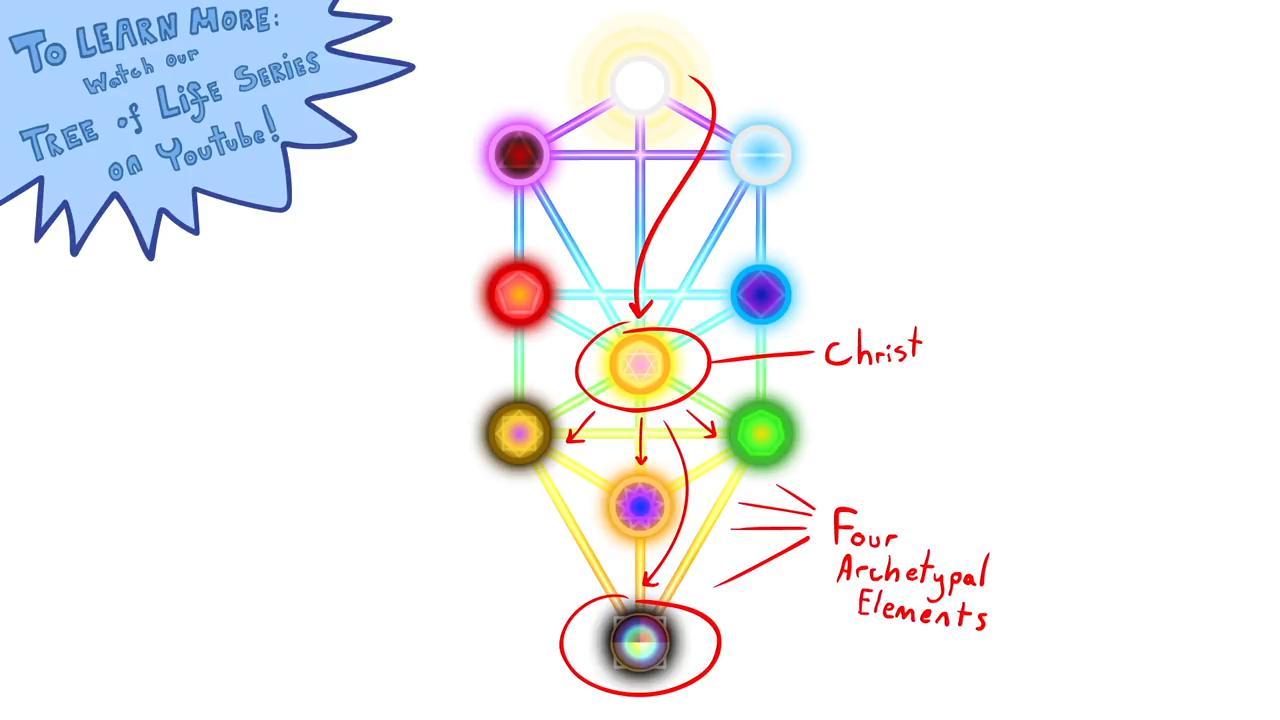 To LEARN MORE:
Watch our
TREE of Life SERIES
on Youtube!
Christ
Four
Archetypal
Elements